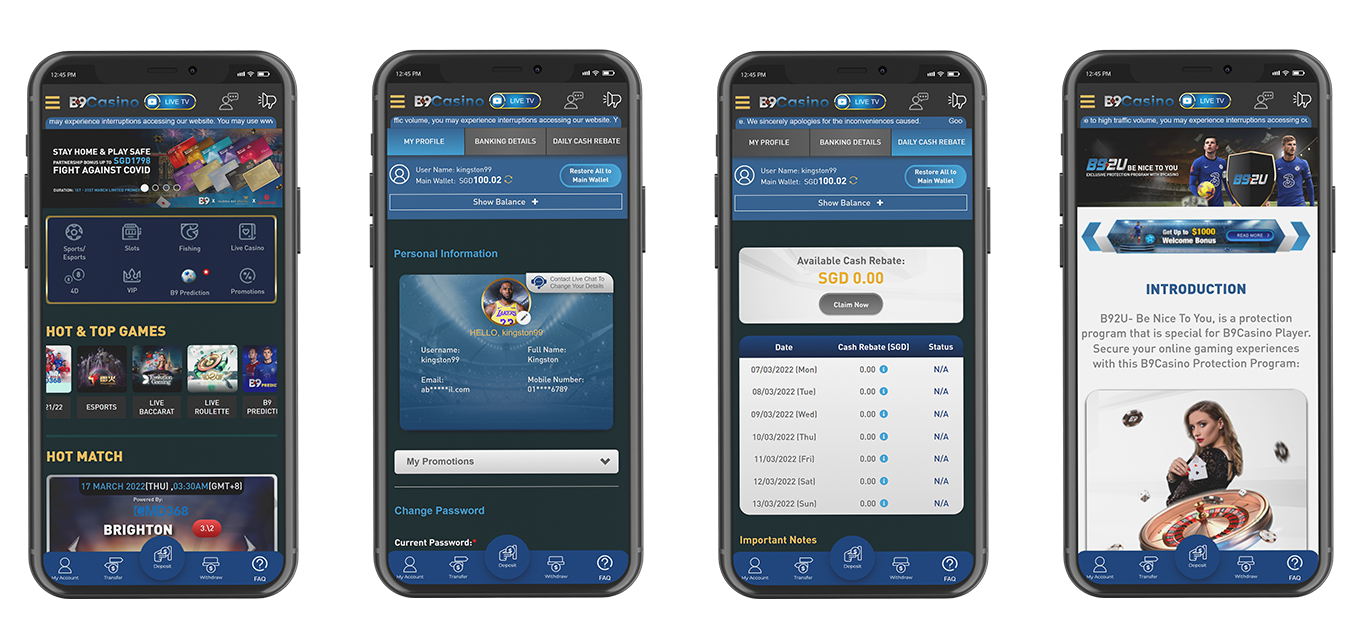 12:45 PM
B9Casino
LIVE TV
may experience interruptions accessing our website. You may use
STAY HOME & PLAY SAFE
PARTNERSHIP BONUS UP TO SGD1798
FIGHT AGAINST COVID
DURATION: 1ST - 31ST MARCH LIMITED
B9 X
X
Sports/
Esports
Slots
Fishing
Live Casino
4D
VIP
B9 Prediction
Promotions
HOT & TOP GAMES
Evolution
Gaming
B9
21/22
ESPORTS
LIVE
BACCARAT
LIVE
ROULETTE
B9
PREDICTI
HOT MATCH
17 MARCH 2022(THU) ,03:30AM(GMT+8)
Powered By:
CMD368
BRIGHTON
3.\2
My Account
Transfer
Deposit
Withdraw
FAQ
12:45 PM
B9Casino
LIVE TV
ffic volume, you may experience interruptions accessing our website. Y
MY PROFILE
BANKING DETAILS
DAILY CASH REBATE
User Name: kingston99
Main Wallet: SGD100.02
Restore All to
Main Wallet
Show Balance +
Personal Information
Contact Live Chat To
Change Your Details
LAKERS
23
HELLO, kingston99
Username:
kingston99
Full Name:
Kingston
Email:
ab*****il.com
Mobile Number:
01****6789
My Promotions
Change Password
Current Password:*
My Account
Transfer
Deposit
Withdraw
FAQ
12:45 PM
B9Casino
LIVE TV
e. We sincerely apologies for the inconveniences caused.
Goo
MY PROFILE
BANKING DETAILS
DAILY CASH REBATE
User Name: kingston99
Main Wallet: SGD100.02
Restore All to
Main Wallet
Show Balance +
Available Cash Rebate:
SGD 0.00
Claim Now
Date Cash Rebate (SGD) Status
07/03/2022 (Mon) 0.00 N/A
08/03/2022 (Tue) 0.00 N/A
09/03/2022 (Wed) 0.00 N/A
10/03/2022 (Thu) 0.00 N/A
11/03/2022 (Fri) 0.00 N/A
12/03/2022 (Sat) 0.00 N/A
13/03/2022 (Sun) 0.00 N/A
Important Notes
My Account
Transfer
Deposit
Withdraw
FAQ
12:45 PM
B9Casino
LIVE TV
e to high traffic volume, you may experience interruptions accessing ou
B92U BE NICE TO YOU
EXCLUSIVE PROTECTION PROGRAM WITH B9CASINO
B92U
3
3
Get Up to $1000
Welcome Bonus
READ MORE
INTRODUCTION
B92U- Be Nice To You, is a protection
program that is special for B9Casino Player.
Secure your online gaming experiences
with this B9Casino Protection Program:
My Account
Transfer
Deposit
Withdraw
FAQ